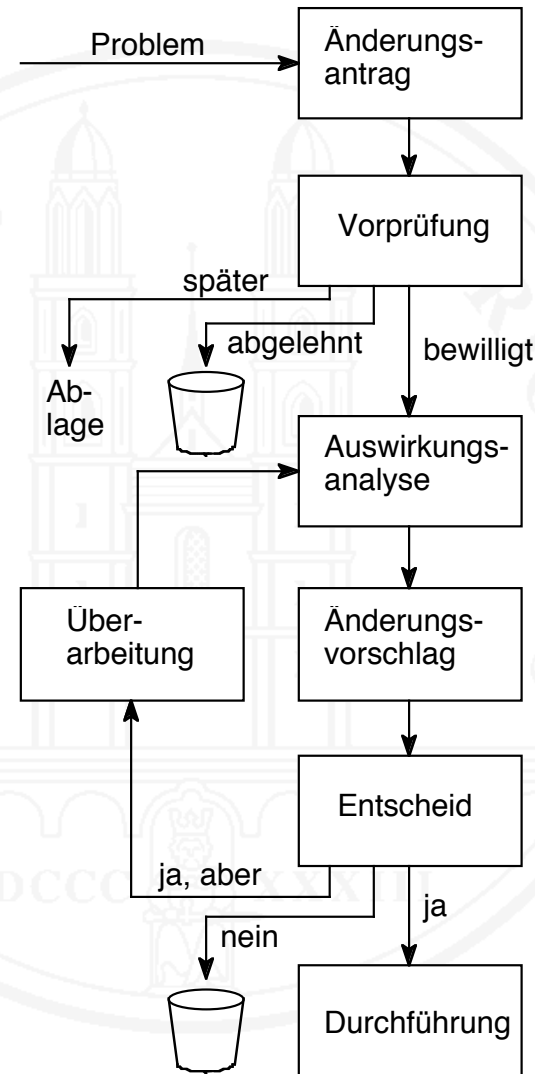 Problem
Änderungs-
antrag
Vorprüfung
später
abgelehnt
bewilligt
Ab-
lage
Auswirkungs-
analyse
Über-
arbeitung
Änderungs-
vorschlag
Entscheid
ja, aber
nein
ja
Durchführung